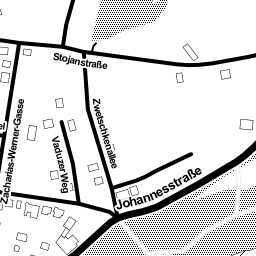 Stojanstraße
Zwetschkenallee
Zacharias-Werner-Gasse
Vaduzer Weg
Johannesstraße